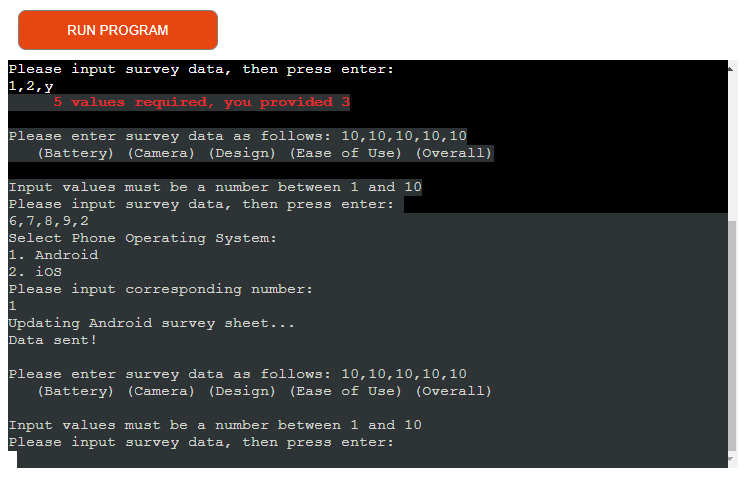 RUN PROGRAM
Please input survey data, then press enter:
1,2,y
5 values required, you provided 3
Please enter survey data as follows: 10,10,10,10,10
(Battery) (Camera) (Design) (Ease of Use) (Overall)
Input values must be a number between 1 and 10
Please input survey data, then press enter:
6,7,8,9,2
Select Phone Operating System:
1. Android
2. iOS
Please input corresponding number:
1
Updating Android survey sheet...
Data sent!
Please enter survey data as follows: 10,10,10,10,10
(Battery) (Camera) (Design) (Ease of Use) (Overall)
Input values must be a number between 1 and 10
Please input survey data, then press enter: